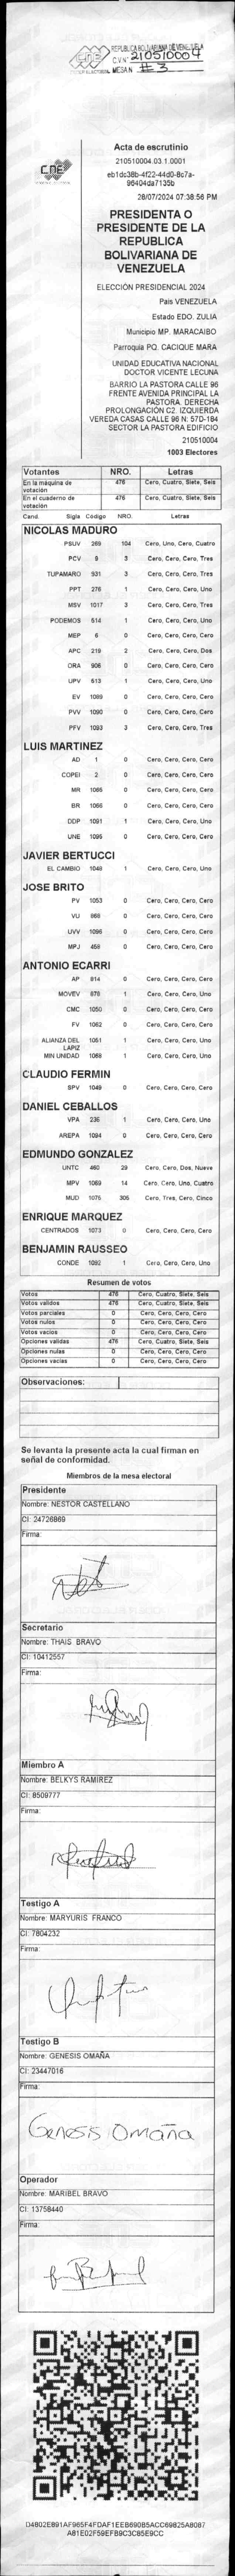 REPUBLICA BOLIVARIANA DE VENEZUELA
C.V.Nº 210510004
MESA N #3
Acta de escrutinio
210510004.03.1.0001
eb1dc38b-4f22-44d0-8c7a-
96404da7135b
28/07/2024 07:38:56 PM
CNE
PRESIDENTA O
PRESIDENTE DE LA
REPUBLICA
BOLIVARIANA DE
VENEZUELA
ELECCIÓN PRESIDENCIAL 2024
Pais VENEZUELA
Estado EDO. ZULIA
Municipio MP. MARACAIBO
Parroquia PQ. CACIQUE MARA
UNIDAD EDUCATIVA NACIONAL
DOCTOR VICENTE LECUNA
BARRIO LA PASTORA CALLE 96
FRENTE AVENIDA PRINCIPAL LA
PASTORA. DERECHA
PROLONGACIÓN C2. IZQUIERDA
VEREDA CASAS CALLE 96 N: 57D-184
SECTOR LA PASTORA EDIFICIO
210510004
1003 Electores
Votantes NRO. Letras
En la máquina de votación 476 Cero, Cuatro, Siete, Seis
En el cuaderno de votación 476 Cero, Cuatro, Siete, Seis
Cand. Sigla Código NRO. Letras
NICOLAS MADURO
PSUV 269 104 Cero, Uno, Cero, Cuatro
PCV 9 3 Cero, Cero, Cero, Tres
TUPAMARO 931 3 Cero, Cero, Cero, Tres
PPT 276 1 Cero, Cero, Cero, Uno
MSV 1017 3 Cero, Cero, Cero, Tres
PODEMOS 514 1 Cero, Cero, Cero, Uno
MEP 6 0 Cero, Cero, Cero, Cero
APC 219 2 Cero, Cero, Cero, Dos
ORA 906 0 Cero, Cero, Cero, Cero
UPV 513 1 Cero, Cero, Cero, Uno
EV 1089 0 Cero, Cero, Cero, Cero
PVV 1090 0 Cero, Cero, Cero, Cero
PFV 1093 3 Cero, Cero, Cero, Tres
LUIS MARTINEZ
AD 1 0 Cero, Cero, Cero, Cero
COPEI 2 0 Cero, Cero, Cero, Cero
MR 1086 0 Cero, Cero, Cero, Cero
BR 1066 0 Cero, Cero, Cero, Cero
DDP 1091 1 Cero, Cero, Cero, Uno
UNE 1095 0 Cero, Cero, Cero, Cero
JAVIER BERTUCCI
EL CAMBIO 1048 1 Cero, Cero, Cero, Uno
JOSE BRITO
PV 1053 0 Cero, Cero, Cero, Cero
VU 868 0 Cero, Cero, Cero, Cero
UVV 1096 0 Cero, Cero, Cero, Cero
MPJ 458 0 Cero, Cero, Cero, Cero
ANTONIO ECARRI
AP 914 0 Cero, Cero, Cero, Cero
MOVEV 878 1 Cero, Cero, Cero, Uno
CMC 1050 0 Cero, Cero, Cero, Cero
FV 1062 0 Cero, Cero, Cero, Cero
ALIANZA DEL LAPIZ 1051 1 Cero, Cero, Cero, Uno
MIN UNIDAD 1068 1 Cero, Cero, Cero, Uno
CLAUDIO FERMIN
SPV 1049 0 Cero, Cero, Cero, Cero
DANIEL CEBALLOS
VPA 236 1 Cero, Cero, Cero, Uno
AREPA 1094 0 Cero, Cero, Cero, Cero
EDMUNDO GONZALEZ
UNTC 460 29 Cero, Cero, Dos, Nueve
MPV 1069 14 Cero, Cero, Uno, Cuatro
MUD 1075 305 Cero, Tres, Cero, Cinco
ENRIQUE MARQUEZ
CENTRADOS 1073 0 Cero, Cero, Cero, Cero
BENJAMIN RAUSSEO
CONDE 1092 1 Cero, Cero, Cero, Uno
Resumen de votos
Votos 476 Cero, Cuatro, Siete, Seis
Votos validos 476 Cero, Cuatro, Siete, Seis
Votos parciales 0 Cero, Cero, Cero, Cero
Votos nulos 0 Cero, Cero, Cero, Cero
Votos vacios 0 Cero, Cero, Cero, Cero
Opciones validas 476 Cero, Cuatro, Siete, Seis
Opciones nulas 0 Cero, Cero, Cero, Cero
Opciones vacias 0 Cero, Cero, Cero, Cero
Observaciones:
Se levanta la presente acta la cual firman en
señal de conformidad.
Miembros de la mesa electoral
Presidente
Nombre: NESTOR CASTELLANO
CI: 24726869
Firma:
Secretario
Nombre: THAIS BRAVO
CI: 10412557
Firma:
Miembro A
Nombre: BELKYS RAMIREZ
CI: 8509777
Firma:
Testigo A
Nombre: MARYURIS FRANCO
CI: 7804232
Firma:
Testigo B
Nombre: GENESIS OMAÑA
CI: 23447016
Firma:
Genesis Omaña
Operador
Nombre: MARIBEL BRAVO
CI: 13758440
Firma:
D4802E891AF965F4FDAF1EEB690B5ACC69825A8087
A81E02F59EFB9C3C85E9CC